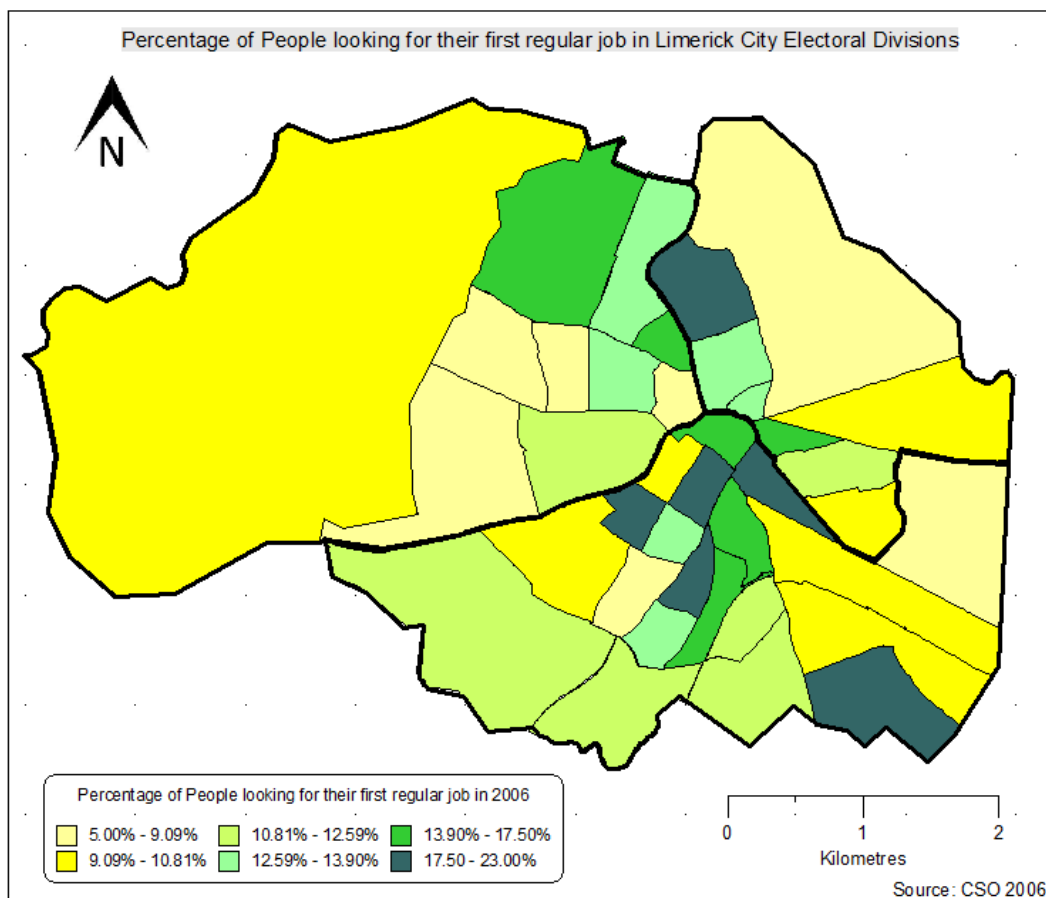 Percentage of People looking for their first regular job in Limerick City Electoral Divisions
N
Percentage of People looking for their first regular job in 2006
5.00% - 9.09%
10.81% - 12.59%
13.90% - 17.50%
9.09% - 10.81%
12.59% - 13.90%
17.50 - 23.00%
0
1
2
Kilometres
Source: CSO 2006